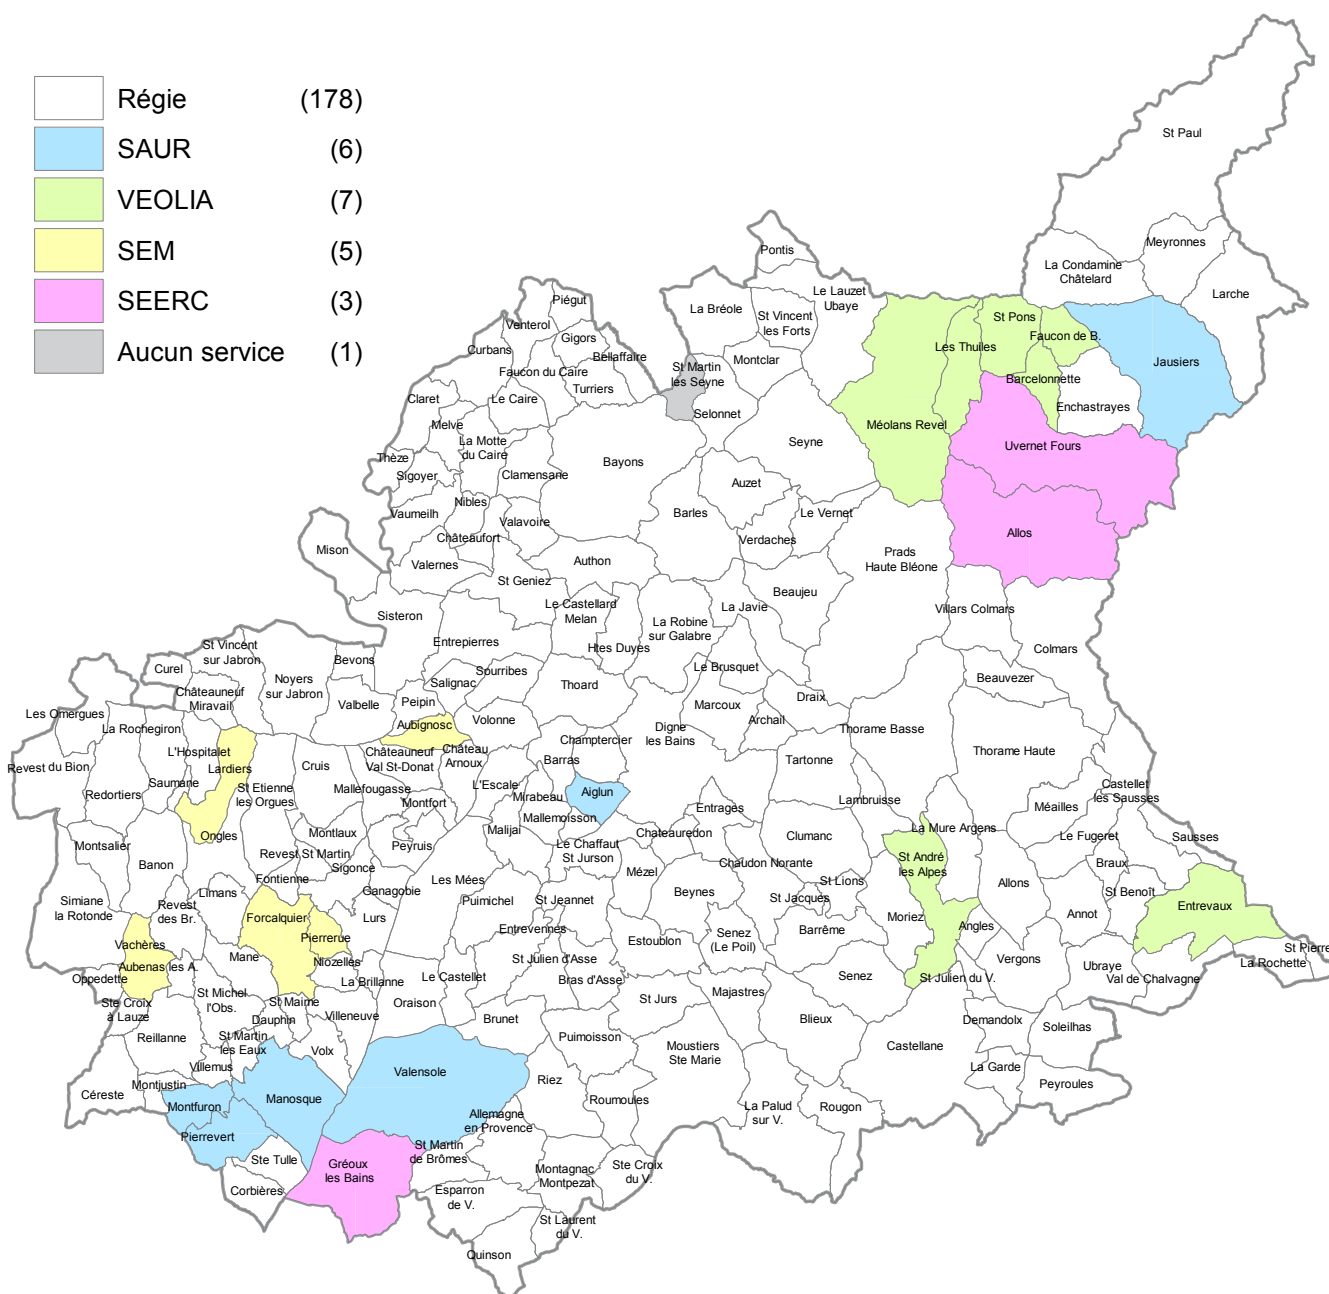 Régie (178)
SAUR (6)
VEOLIA (7)
SEM (5)
SEERC (3)
Aucun service (1)
St Paul
Meyronnes
La Condamine
Châtelard
Larche
Pontis
Le Lauzet
Ubaye
La Bréole
St Vincent
les Forts
St Pons
Faucon de B.
Les Thuiles
Jausiers
Barcelonnette
Enchastrayes
Méolans Revel
Uvernet Fours
Allos
Piégut
Venterol
Gigors
Curbans
Bellaffaire
Faucon du Caire
Turriers
St Martin
les Seyne
Montclar
Selonnet
Claret
Le Caire
Melve
La Motte
du Caire
Seyne
Thèze
Sigoyer
Clamensane
Bayons
Auzet
Nibles
Vaumeilh
Valavoire
Barles
Le Vernet
Châteaufort
Verdaches
Mison
Valernes
Authon
Prads
Haute Bléone
St Geniez
Beaujeu
Sisteron
Le Castellard
Melan
La Javie
Villars Colmars
La Robine
sur Galabre
Entrepierres
Htes Duyes
Colmars
St Vincent
sur Jabron
Bevons
Curel
Noyers
sur Jabron
Sourribes
Le Brusquet
Salignac
Thoard
Beauvezer
Châteauneuf
Miravail
Valbelle
Peipin
Marcoux
Draix
Les Omergues
La Rochegiron
Aubignosc
Volonne
Digne
les Bains
Archail
Thorame Basse
L'Hospitalet
Châteauneuf
Val St-Donat
Château
Arnoux
Champtercier
Thorame Haute
Revest du Bion
Lardiers
Cruis
Barras
Tartonne
Saumane
St Etienne
les Orgues
Mallefougasse
L'Escale
Aiglun
Castellet
les Sausses
Redortiers
Mirabeau
Lambruisse
Montfort
Mallemoisson
Entrages
Méailles
Ongles
Montlaux
Malijai
Chateauredon
La Mure Argens
Le Fugeret
Sausses
Montsalier
Peyruis
Le Chaffaut
St Jurson
Clumanc
Banon
Revest St Martin
St André
les Alpes
Braux
Sigonce
Chaudon Norante
Fontienne
Mézel
St Lions
Allons
St Benoît
Simiane
la Rotonde
Limans
Ganagobie
Les Mées
Puimichel
Beynes
St Jacques
Revest
des Br.
St Jeannet
Annot
Entrevaux
Forcalquier
Lurs
Moriez
Angles
Entrevennes
Barrême
Vachères
Pierrerue
Senez
(Le Poil)
Estoublon
Mane
Niozelles
St Julien d'Asse
Vergons
Ubraye
St Pierre
La Rochette
Aubenas les A.
Oppedette
La Brillanne
Le Castellet
Bras d'Asse
Senez
St Julien du V.
Val de Chalvagne
Ste Croix
à Lauze
St Michel
l'Obs.
St Maime
Oraison
St Jurs
Majastres
Dauphin
Villeneuve
Brunet
Blieux
Demandolx
Soleilhas
Reillanne
St Martin
les Eaux
Volx
Puimoisson
Moustiers
Ste Marie
Castellane
Villemus
La Garde
Céreste
Montjustin
Valensole
Riez
Peyroules
Montfuron
Manosque
Roumoules
La Palud
sur V.
Rougon
Allemagne
en Provence
Pierrevert
St Martin
de Brômes
Ste Tulle
Gréoux
les Bains
Ste Croix
du V.
Montagnac
Montpezat
Corbières
Esparron
de V.
St Laurent
du V.
Quinson